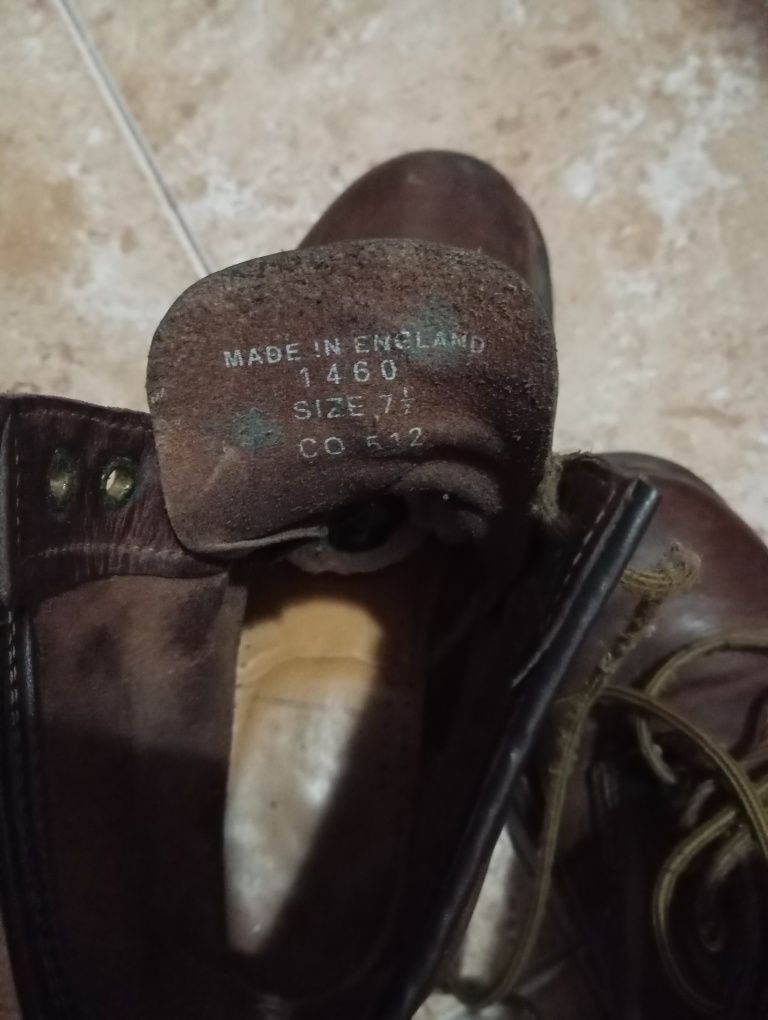 MADE IN ENGLAND
1460
SIZE 7½
CO 512